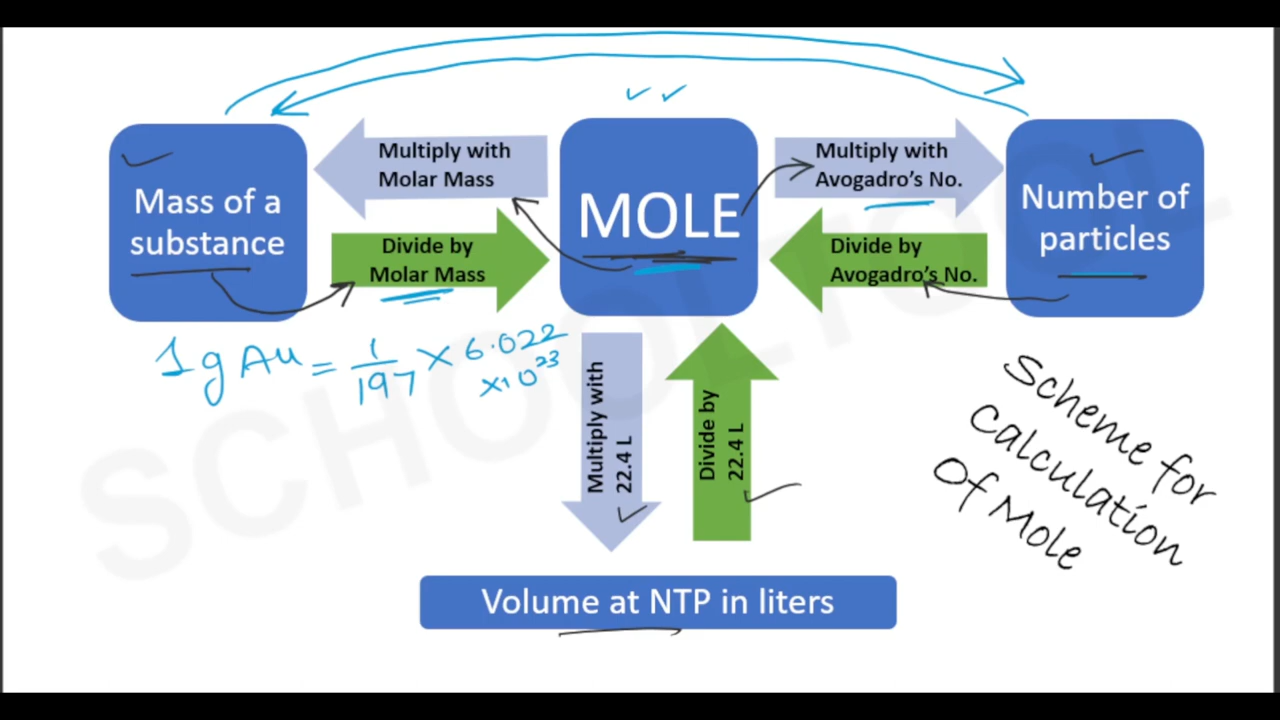 Multiply with
Molar Mass
Multiply with
Avogadro's No.
Mass of a
substance
MOLE
Number of
particles
Divide by
Molar Mass
Divide by
Avogadro's No.
1 g Au = 1/197 × 6.022
×10²³
Multiply with
22.4 L
Divide by
22.4 L
Scheme for
Calculation
Of Mole
Volume at NTP in liters
SCHOOLTOOL